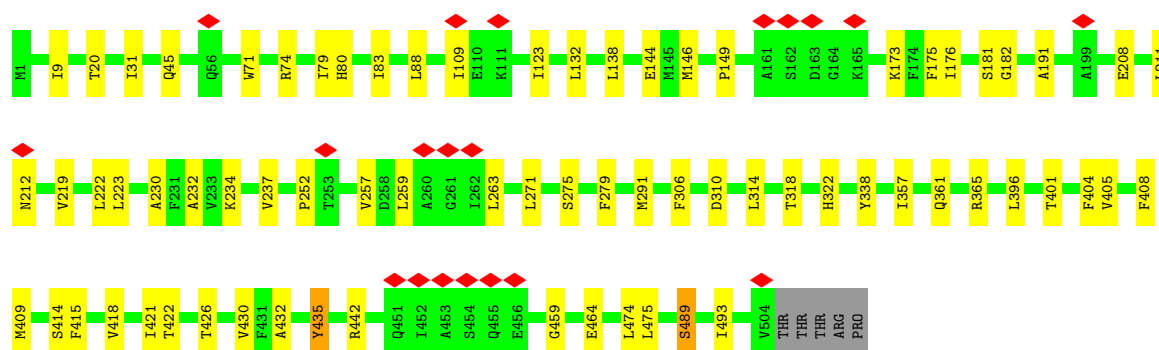 M1 I9 T20 I31 Q45 Q56 W71 R74 I79 H80 I83 L88 I109 E110 K111 I123 L132 L138 E144 M145 M146 P149 A161 S162 D163 G164 K165 K173 F174 F175 I176 S181 G182 A191 A199 E208
N212 V219 L222 L223 A230 F231 A232 V233 K234 V237 P252 T253 V257 D258 L259 A260 G261 I262 L263 L271 S275 F279 M291 F306 D310 L314 T318 H322 Y338 I357 Q361 R365 L396 T401 F404 V405 F408
M409 S414 F415 V418 I421 T422 T426 V430 F431 A432 Y435 R442 Q451 I452 A453 S454 Q455 E456 G459 E464 L474 L475 S489 I493 V504 THR THR THR ARG PRO